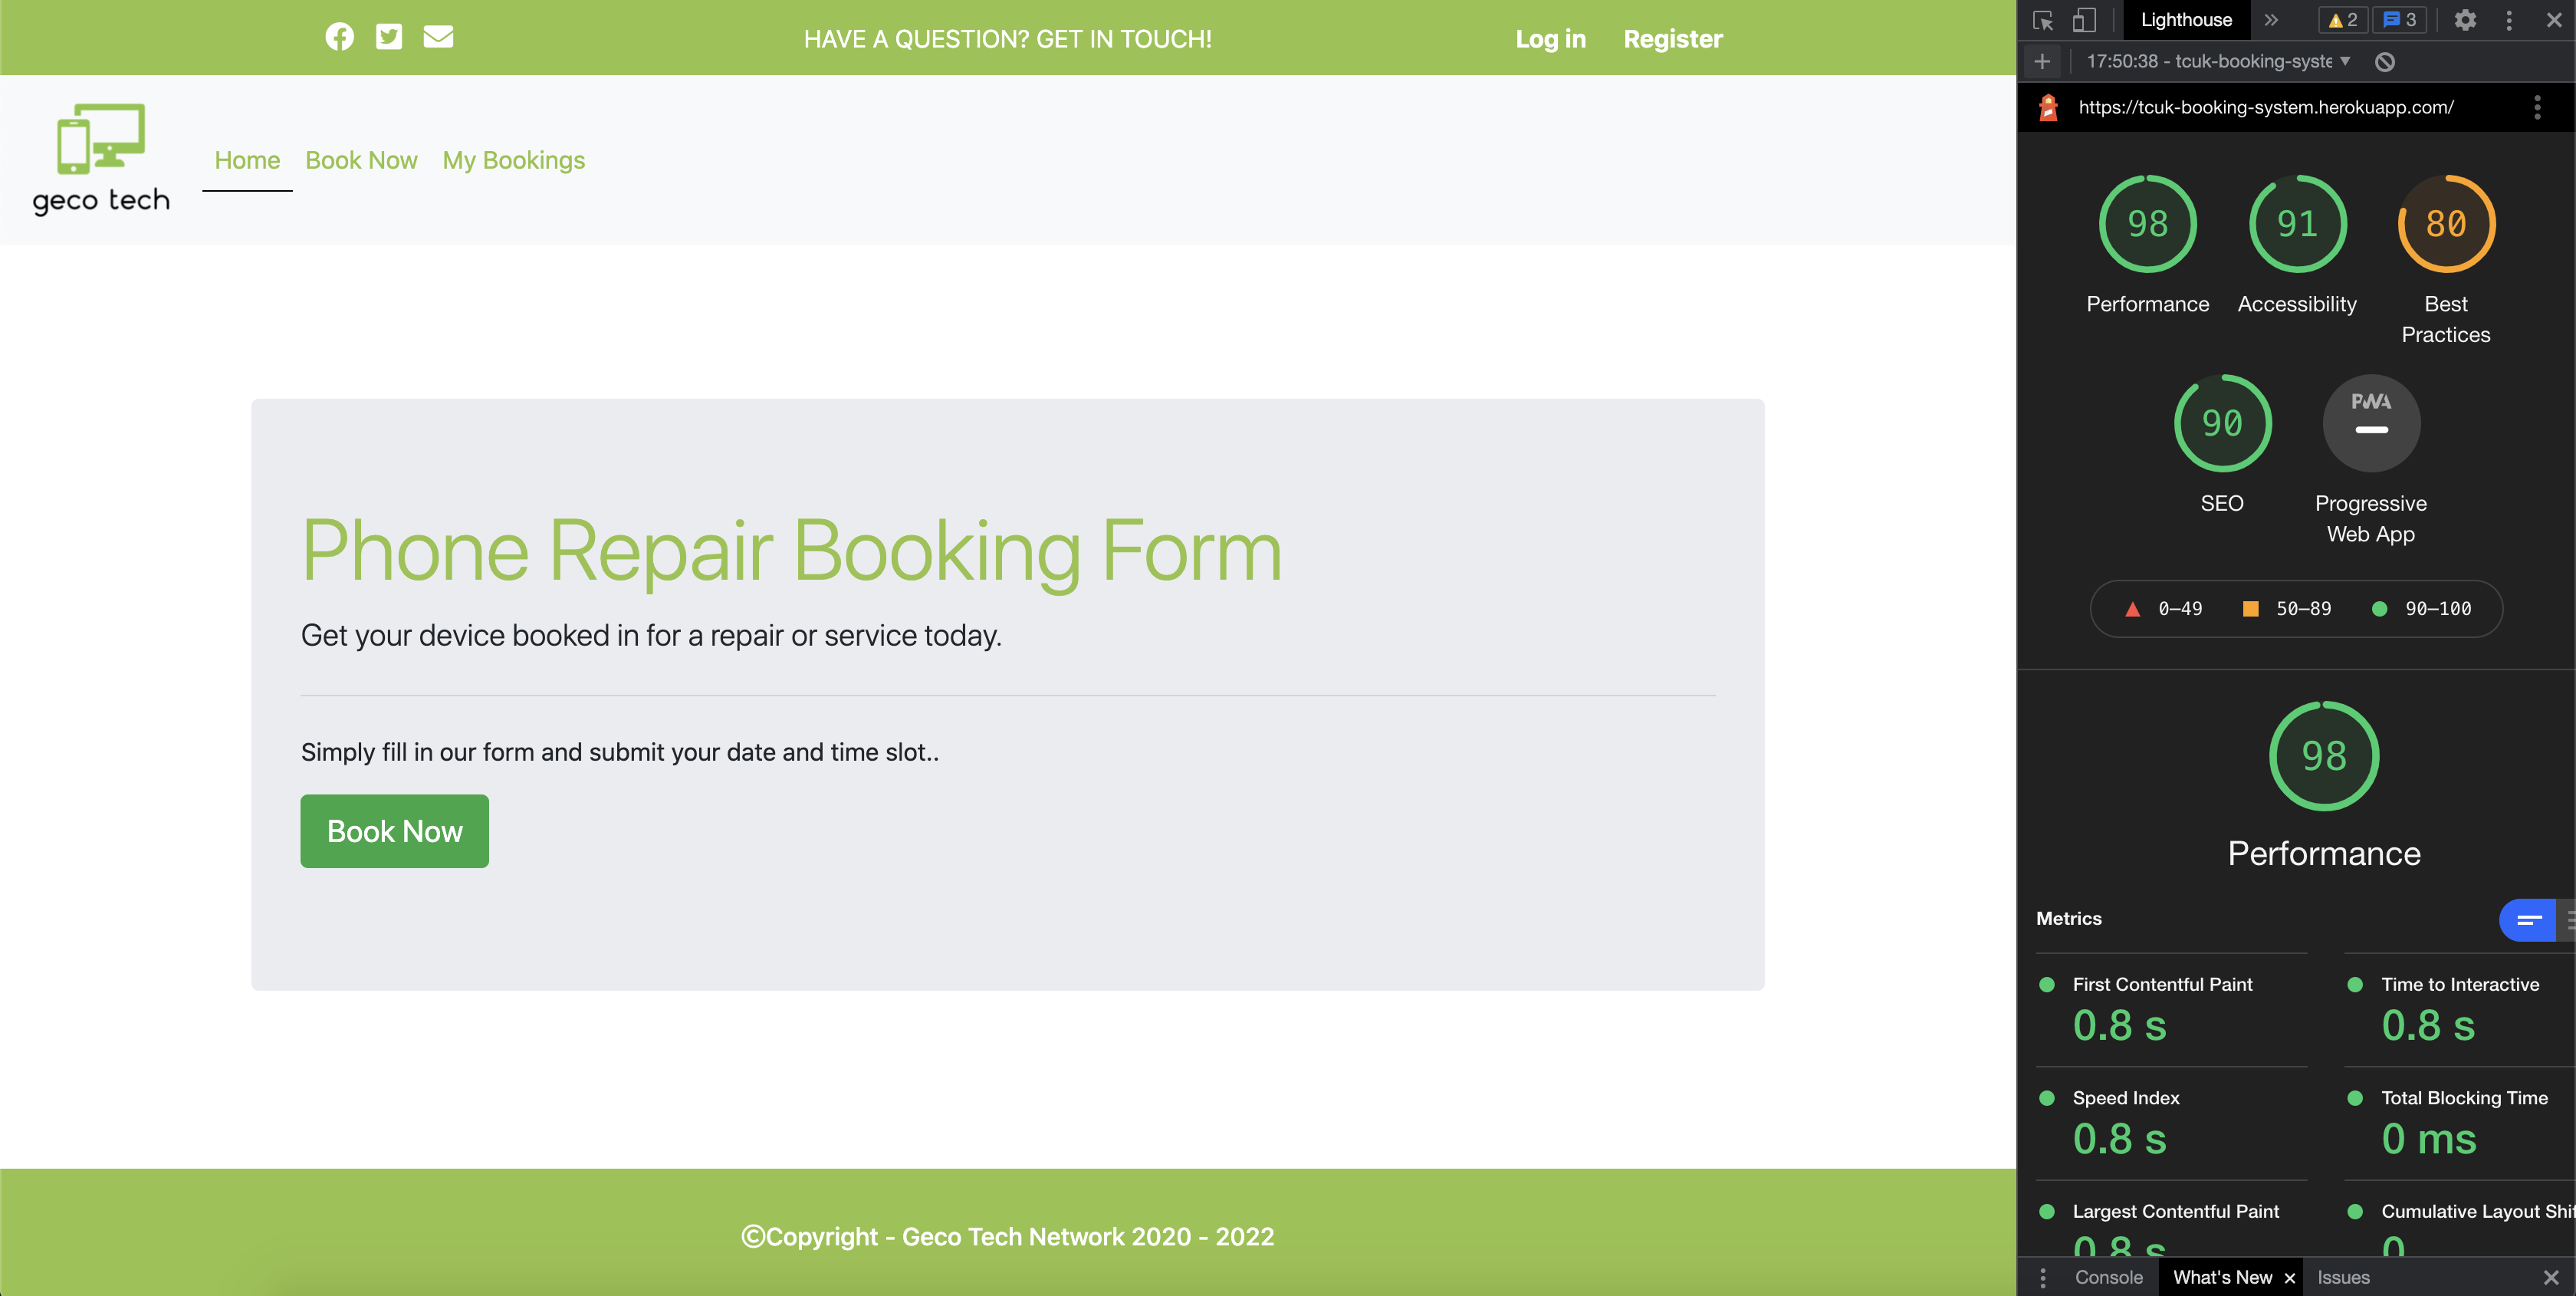 HAVE A QUESTION? GET IN TOUCH!
Log in Register
geco tech
Home Book Now My Bookings
Phone Repair Booking Form
Get your device booked in for a repair or service today.
Simply fill in our form and submit your date and time slot..
Book Now
©Copyright - Geco Tech Network 2020 - 2022
Lighthouse 2 3
17:50:38 - tcuk-booking-syste
https://tcuk-booking-system.herokuapp.com/
98 91 80
Performance Accessibility Best
Practices
90 PWA
SEO Progressive
Web App
0–49 50–89 90–100
98
Performance
Metrics
First Contentful Paint Time to Interactive
0.8 s 0.8 s
Speed Index Total Blocking Time
0.8 s 0 ms
Largest Contentful Paint Cumulative Layout Shif
0.8 s 0
Console What's New Issues